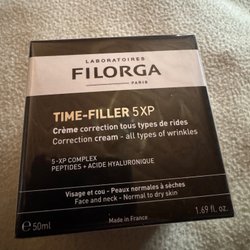 LABORATOIRES
FILORGA
PARIS
TIME-FILLER 5XP
Crème correction tous types de rides
Correction cream - all types of wrinkles
5-XP COMPLEX
PEPTIDES + ACIDE HYALURONIQUE
Visage et cou - Peaux normales à sèches
Face and neck - Normal to dry skin
e 50ml
Made in France
1.69 fl. oz.